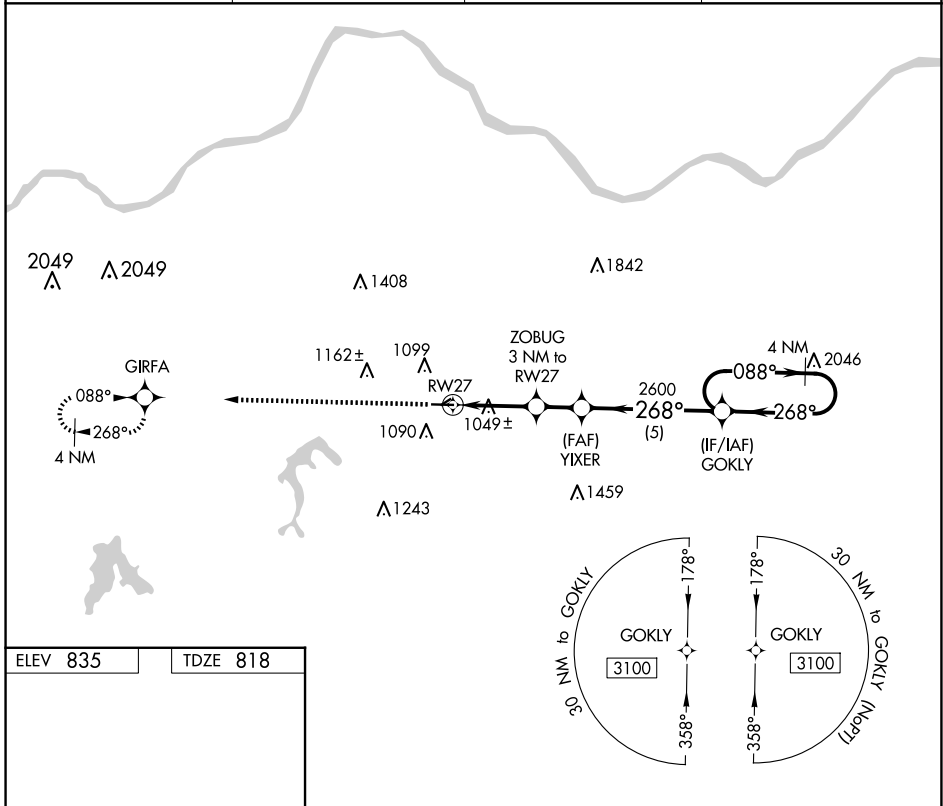 2049
2049
1408
1842
ZOBUG
3 NM to
RW27
1162±
1099
RW27
GIRFA
088°
268°
4 NM
1090
1049±
(FAF)
YIXER
2600
268°
(5)
4 NM
2046
088°
268°
(IF/IAF)
GOKLY
1243
1459
30 NM to GOKLY
178°
GOKLY
3100
358°
30 NM to GOKLY (NoPT)
178°
GOKLY
3100
358°
ELEV 835
TDZE 818